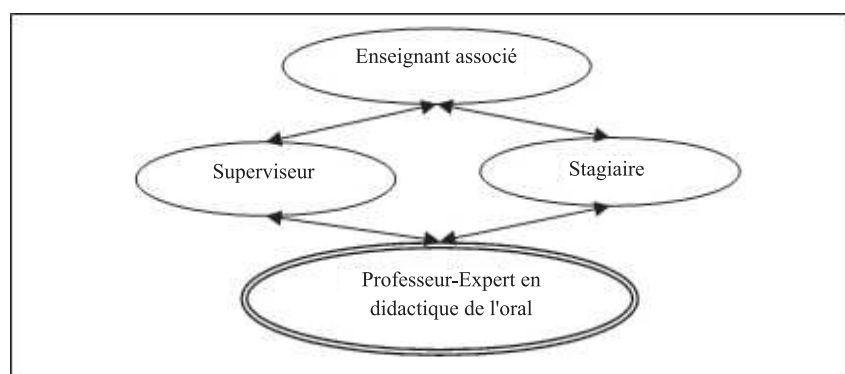 Enseignant associé
Superviseur
Stagiaire
Professeur-Expert en
didactique de l'oral